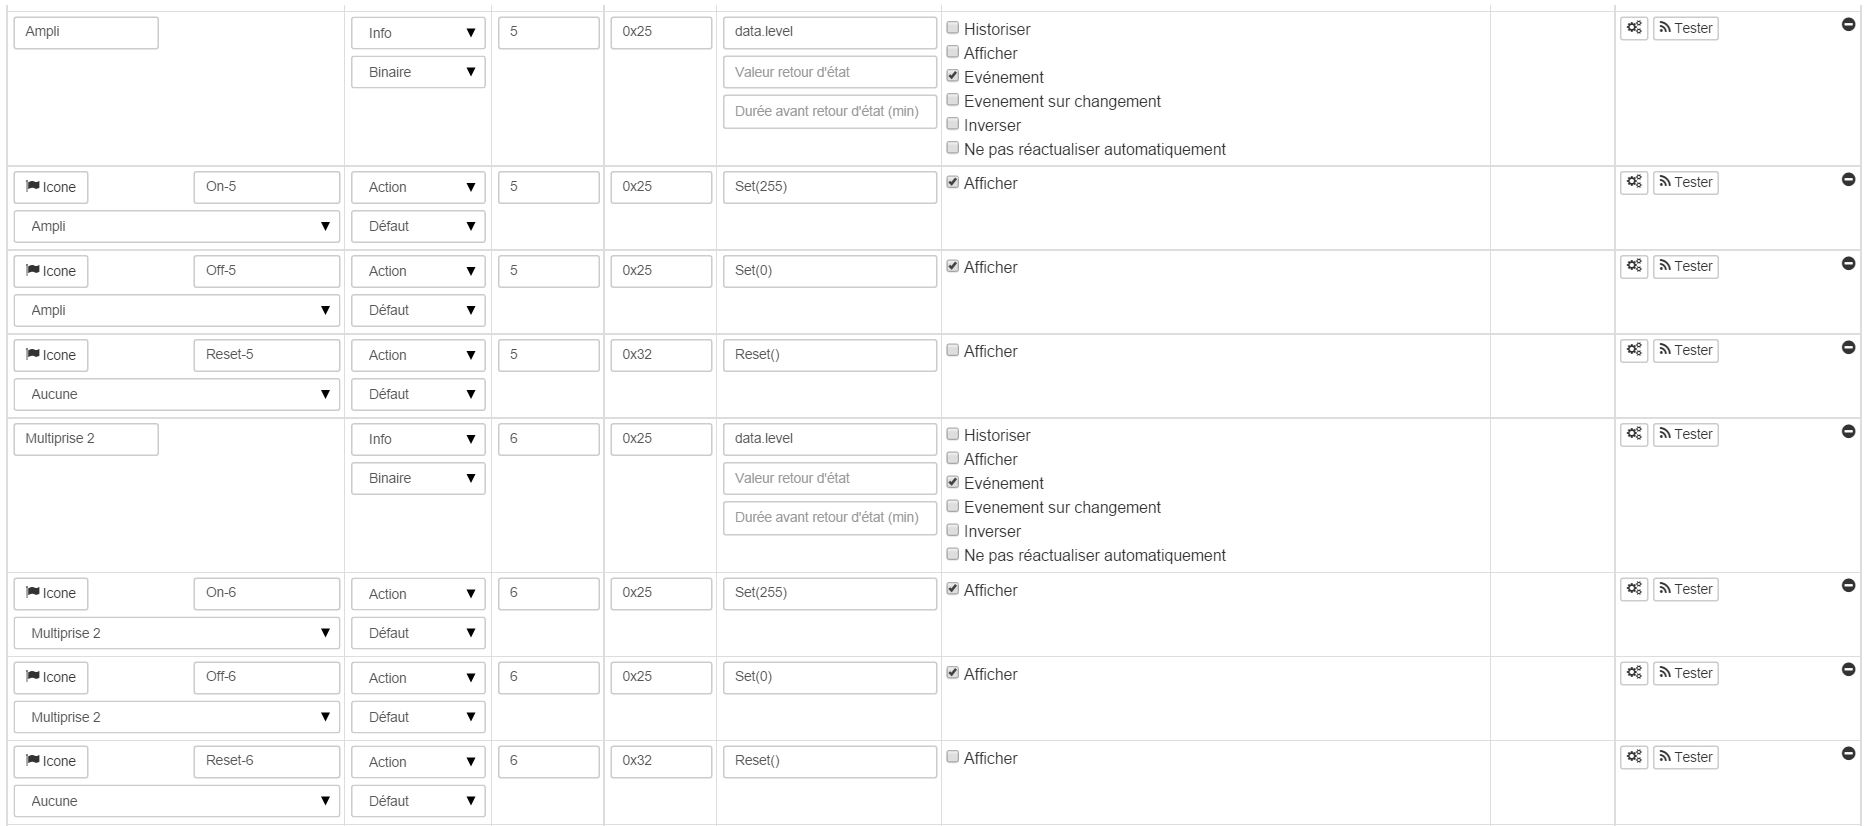 Ampli Info 5 0x25 data.level Historiser Tester
Afficher
Binaire Valeur retour d'état Evénement
Evenement sur changement
Durée avant retour d'état (min) Inverser
Ne pas réactualiser automatiquement
Icone On-5 Action 5 0x25 Set(255) Afficher Tester
Ampli Défaut
Icone Off-5 Action 5 0x25 Set(0) Afficher Tester
Ampli Défaut
Icone Reset-5 Action 5 0x32 Reset() Afficher Tester
Aucune Défaut
Multiprise 2 Info 6 0x25 data.level Historiser Tester
Afficher
Binaire Valeur retour d'état Evénement
Evenement sur changement
Durée avant retour d'état (min) Inverser
Ne pas réactualiser automatiquement
Icone On-6 Action 6 0x25 Set(255) Afficher Tester
Multiprise 2 Défaut
Icone Off-6 Action 6 0x25 Set(0) Afficher Tester
Multiprise 2 Défaut
Icone Reset-6 Action 6 0x32 Reset() Afficher Tester
Aucune Défaut